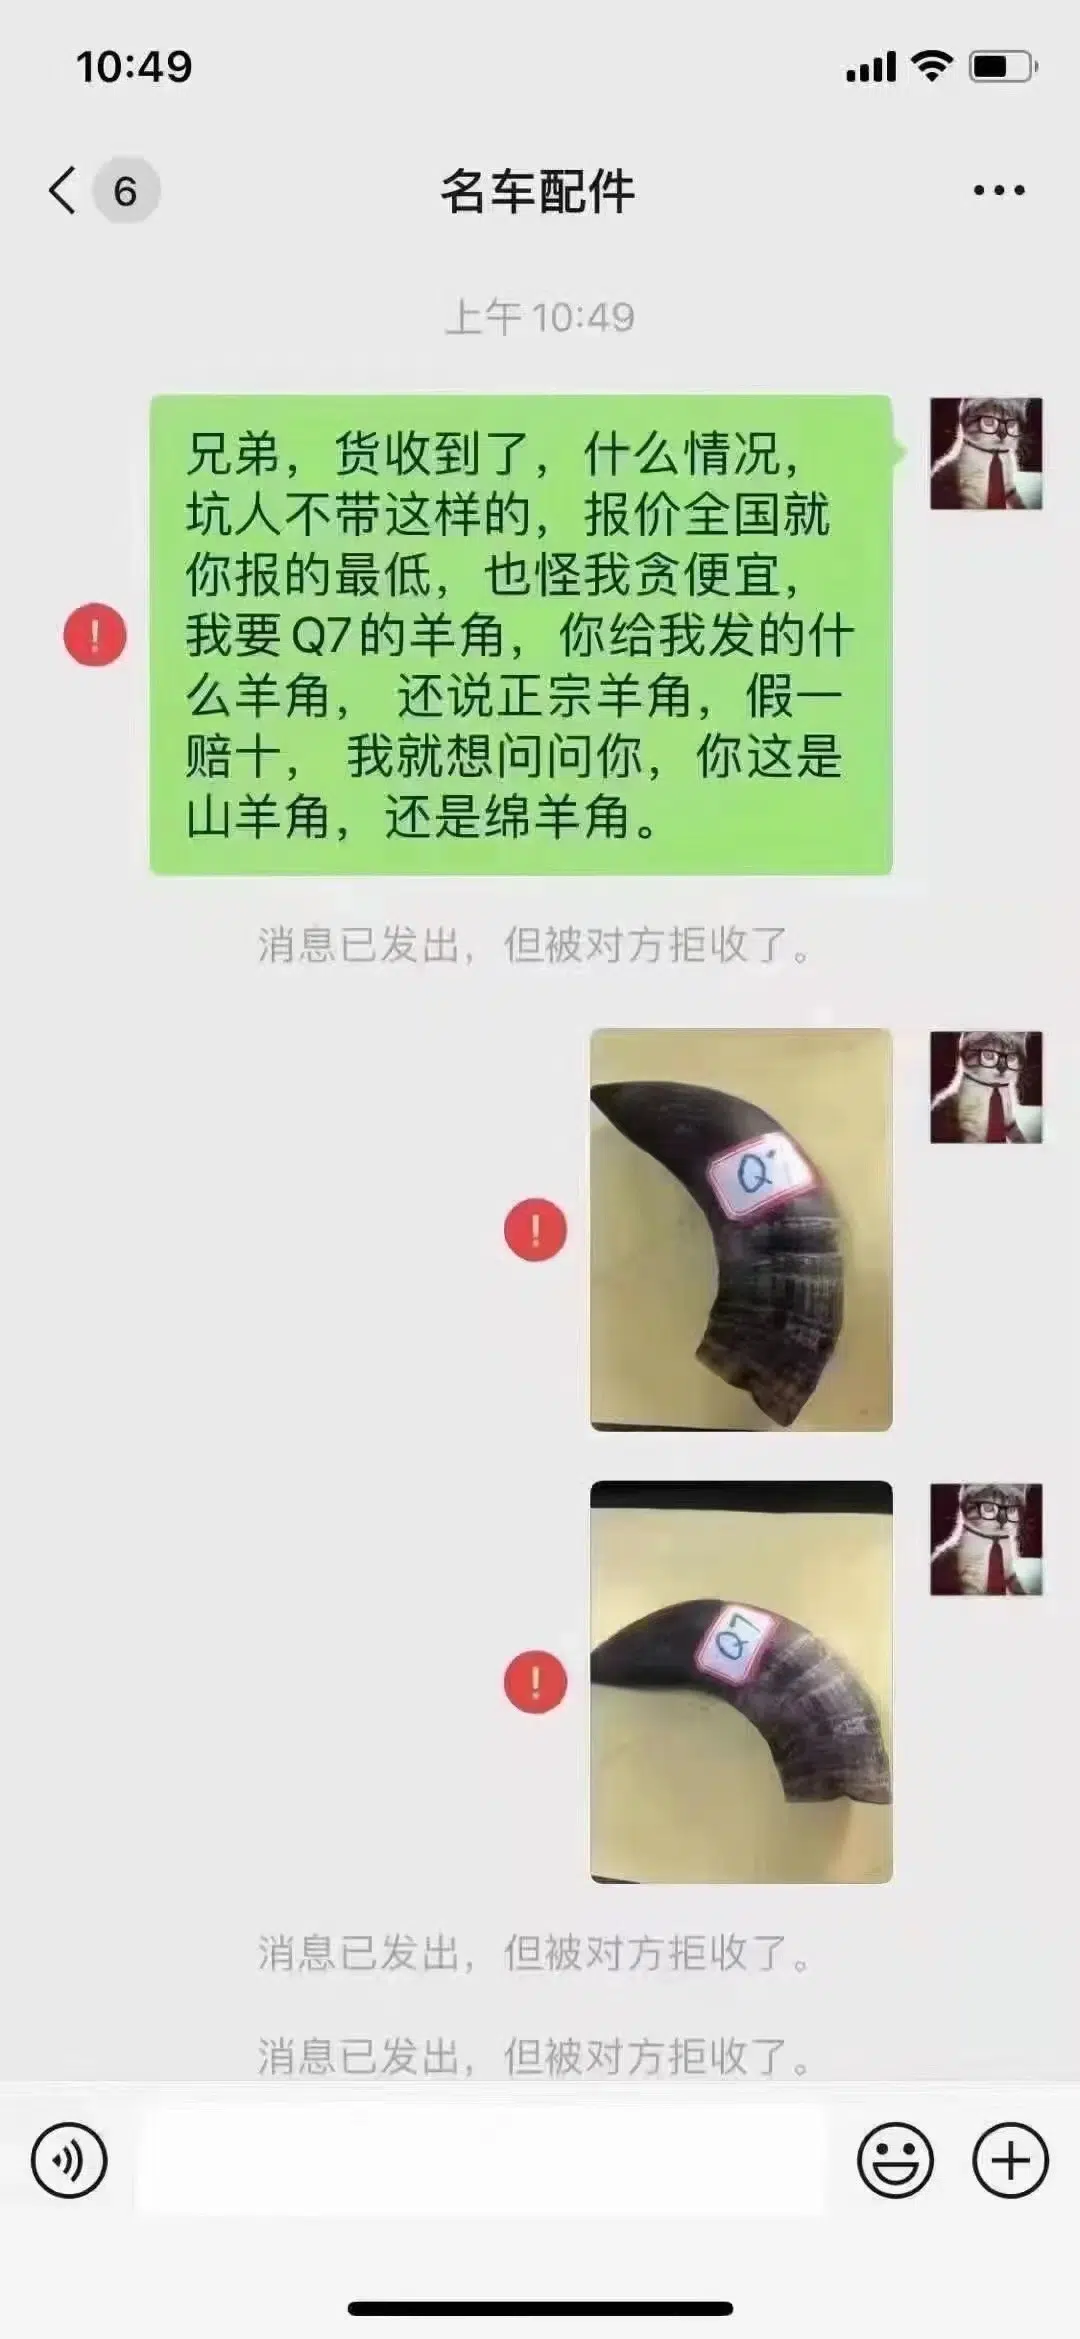 10:49
6
名车配件
上午 10:49
兄弟，货收到了，什么情况，
坑人不带这样的，报价全国就
你报的最低，也怪我贪便宜，
我要Q7的羊角，你给我发的什
么羊角， 还说正宗羊角，假一
赔十， 我就想问问你，你这是
山羊角，还是绵羊角。
消息已发出，但被对方拒收了。
Q
Q7
消息已发出，但被对方拒收了。
消息已发出，但被对方拒收了。